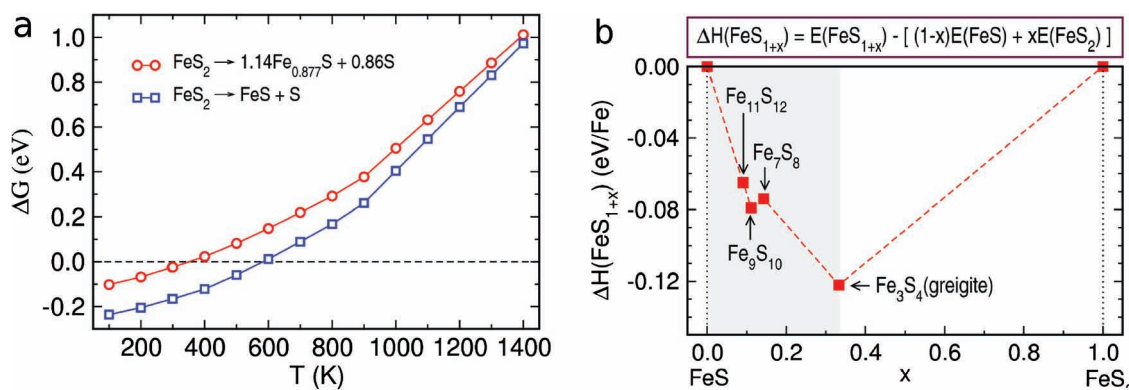 a
FeS2 → 1.14Fe0.877S + 0.86S
FeS2 → FeS + S
ΔG (eV)
1.0
0.8
0.6
0.4
0.2
0.0
-0.2
200 400 600 800 1000 1200 1400
T (K)
b
ΔH(FeS1+x) = E(FeS1+x) - [ (1-x)E(FeS) + xE(FeS2) ]
ΔH(FeS1+x) (eV/Fe)
0.00
-0.04
-0.08
-0.12
Fe11S12
Fe7S8
Fe9S10
Fe3S4(greigite)
0.0 0.2 0.4 0.6 0.8 1.0
FeS x FeS2